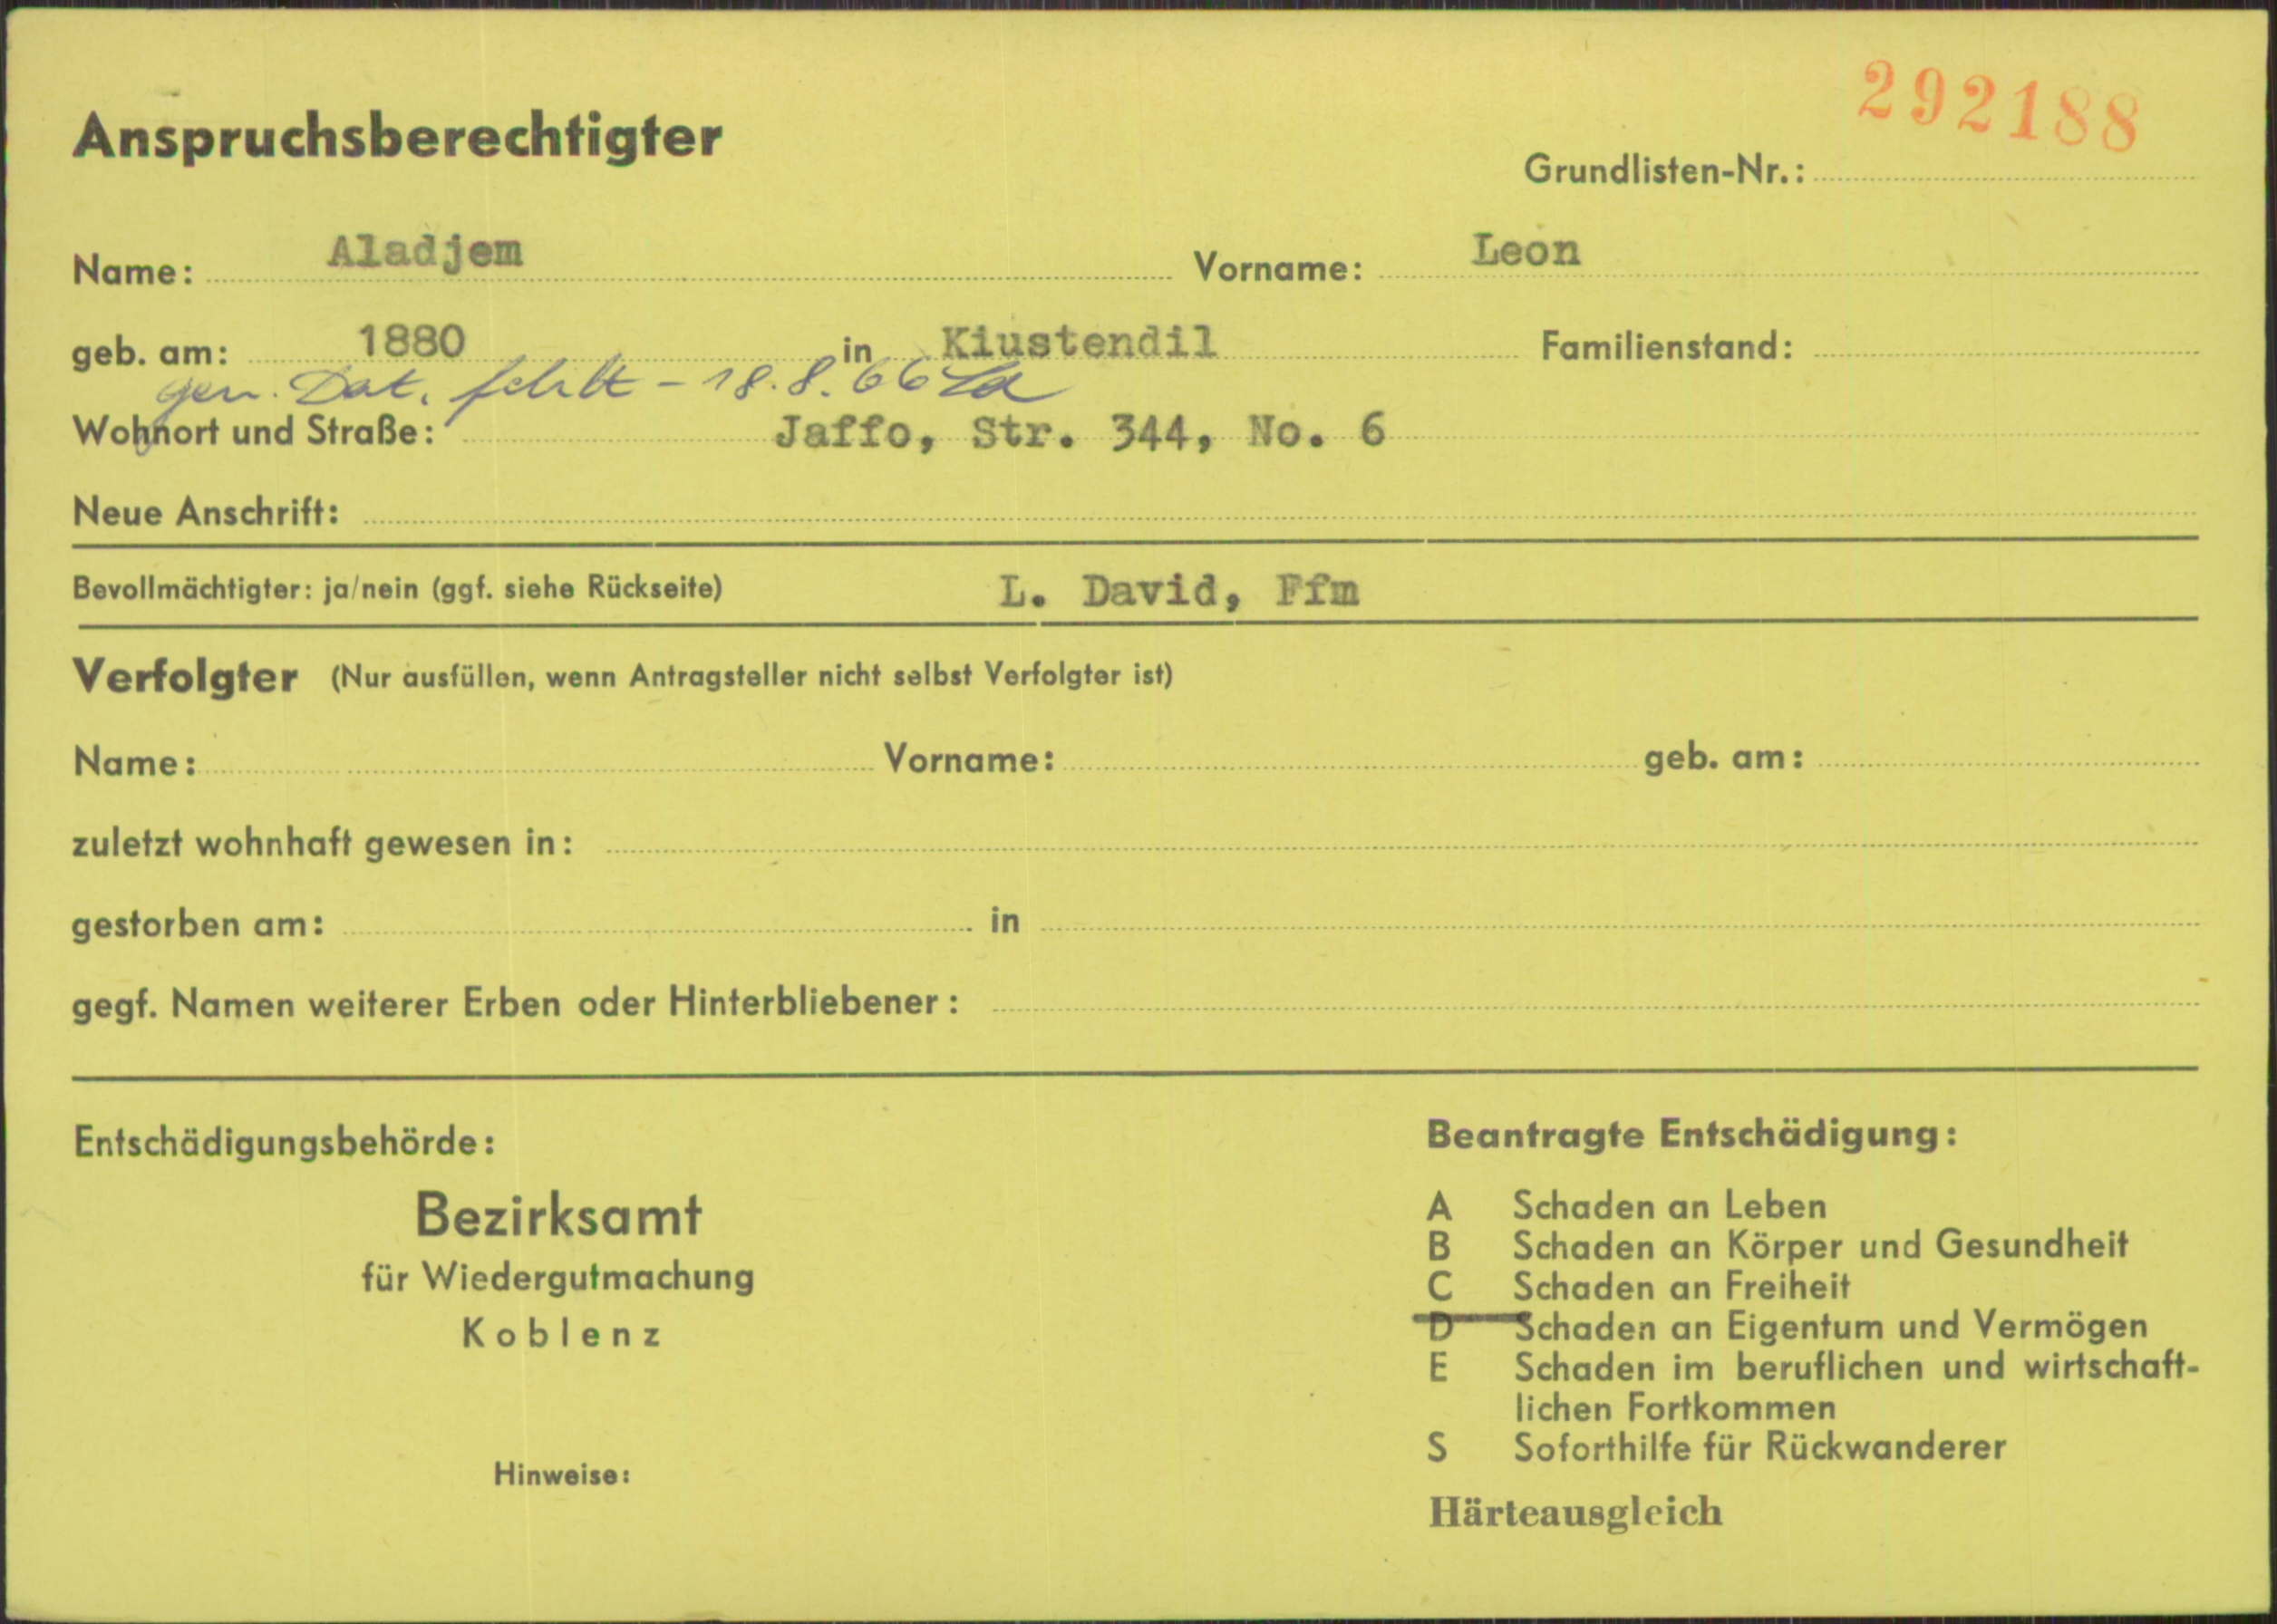 292188
Anspruchsberechtigter
Grundlisten-Nr.:
Name: Aladjem Vorname: Leon
geb. am: 1880 in Kiustendil Familienstand:
gen. Dat. fehlt - 18.8.66
Wohnort und Straße: Jaffo, Str. 344, No. 6
Neue Anschrift:
Bevollmächtigter: ja/nein (ggf. siehe Rückseite) L. David, Ffm
Verfolgter (Nur ausfüllen, wenn Antragsteller nicht selbst Verfolgter ist)
Name: Vorname: geb. am:
zuletzt wohnhaft gewesen in:
gestorben am: in
gegf. Namen weiterer Erben oder Hinterbliebener:
Entschädigungsbehörde:
Bezirksamt
für Wiedergutmachung
Koblenz
Hinweise:
Beantragte Entschädigung:
A Schaden an Leben
B Schaden an Körper und Gesundheit
C Schaden an Freiheit
D Schaden an Eigentum und Vermögen
E Schaden im beruflichen und wirtschaft-
lichen Fortkommen
S Soforthilfe für Rückwanderer
Härteausgleich